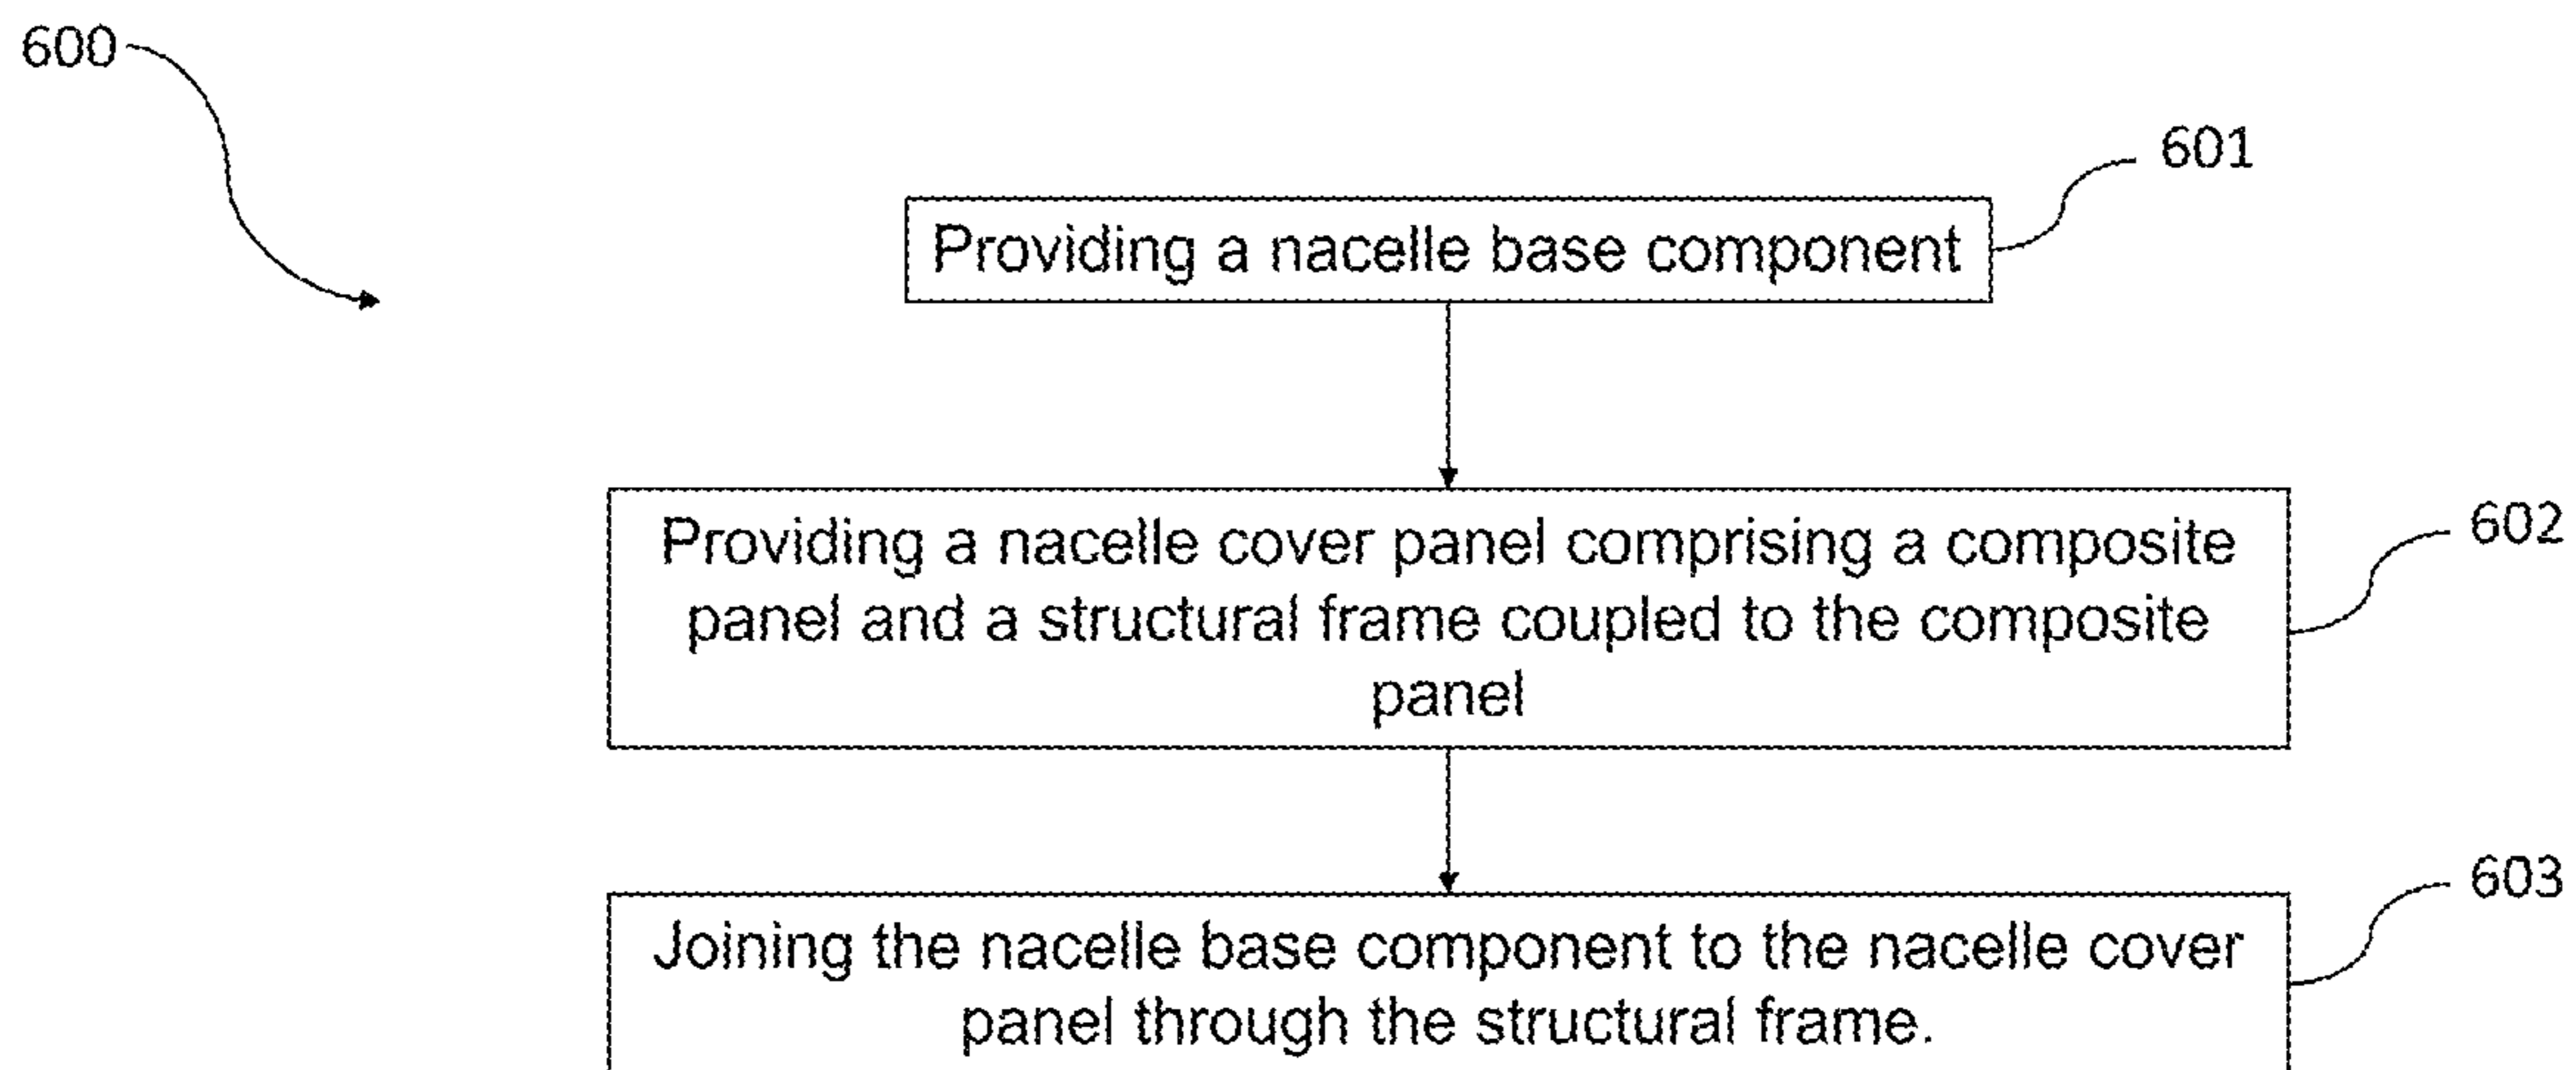 600
601
Providing a nacelle base component
602
Providing a nacelle cover panel comprising a composite
panel and a structural frame coupled to the composite
panel
603
Joining the nacelle base component to the nacelle cover
panel through the structural frame.